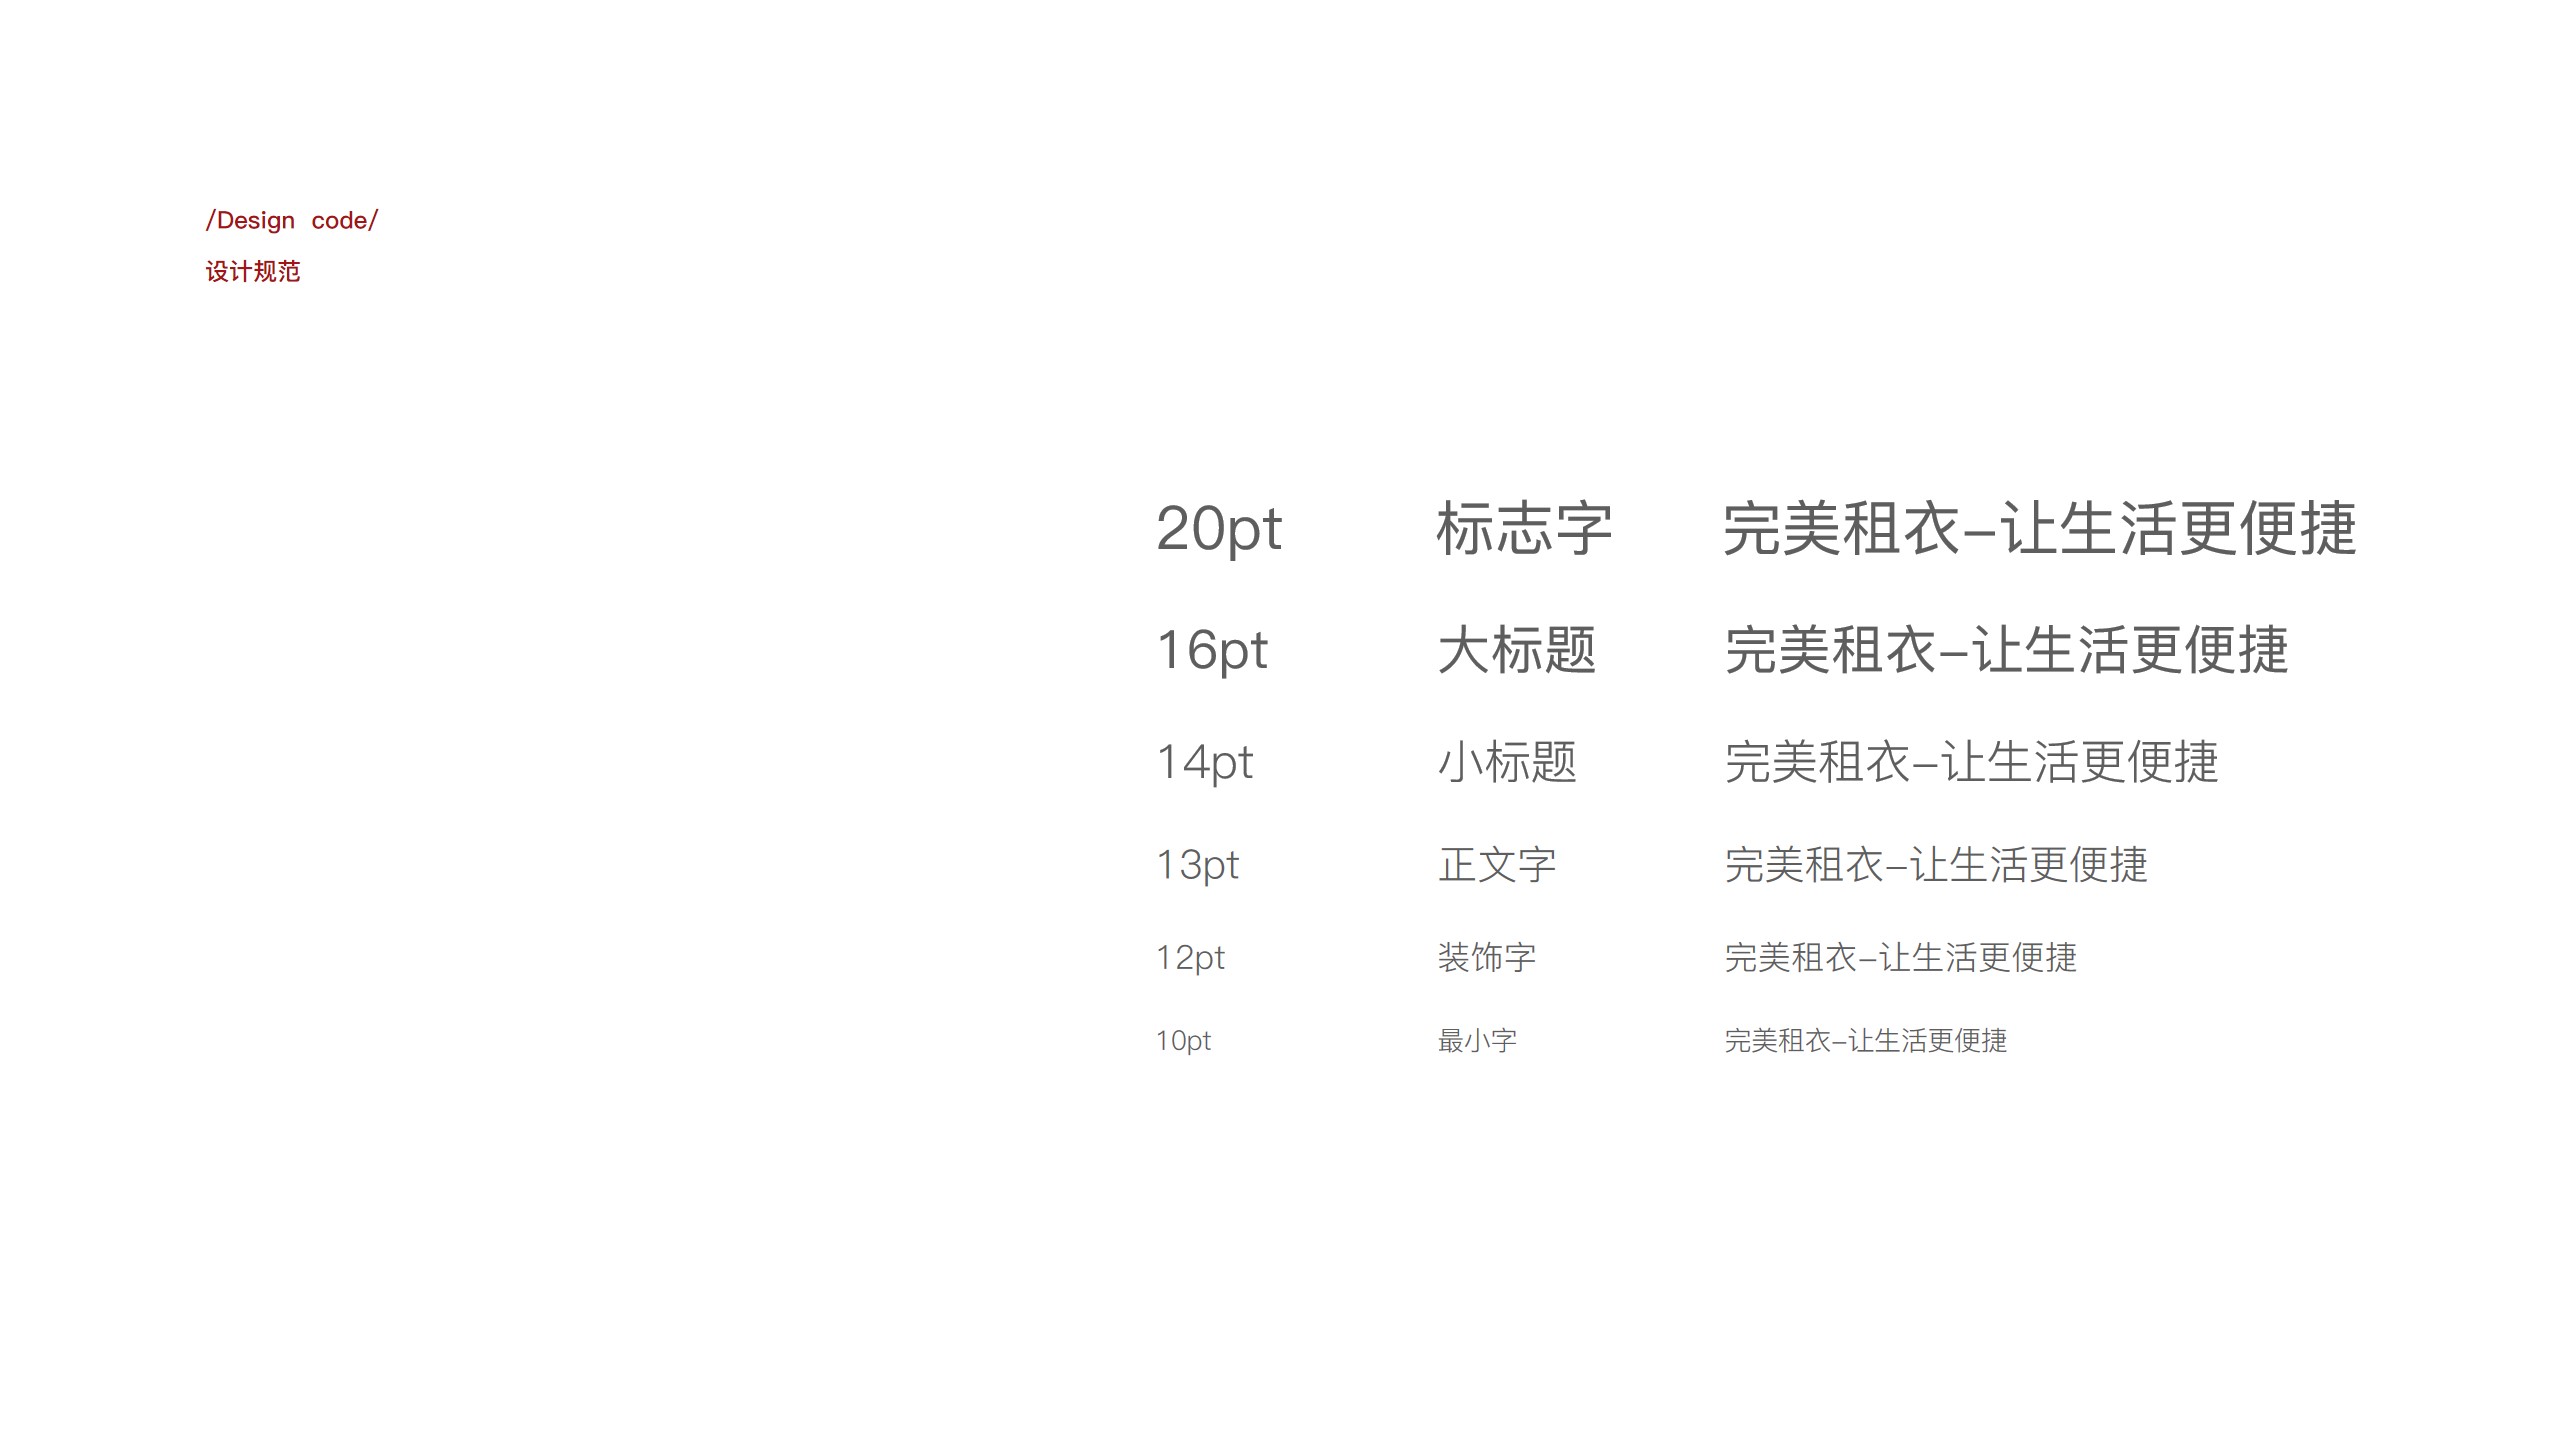 /Design code/
设计规范
20pt 标志字 完美租衣–让生活更便捷
16pt 大标题 完美租衣–让生活更便捷
14pt 小标题 完美租衣–让生活更便捷
13pt 正文字 完美租衣–让生活更便捷
12pt 装饰字 完美租衣–让生活更便捷
10pt 最小字 完美租衣–让生活更便捷